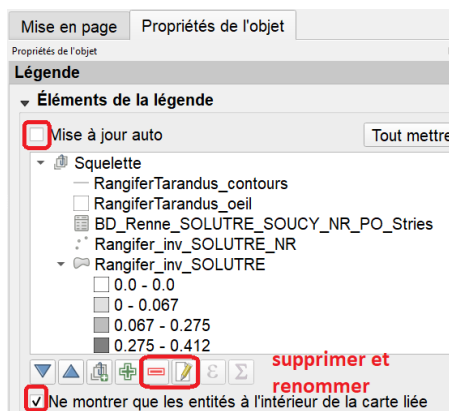 Mise en page Propriétés de l'objet
Propriétés de l'objet
Légende
Éléments de la légende
Mise à jour auto Tout mettre
Squelette
RangiferTarandus_contours
RangiferTarandus_oeil
BD_Renne_SOLUTRE_SOUCY_NR_PO_Stries
Rangifer_inv_SOLUTRE_NR
Rangifer_inv_SOLUTRE
0.0 - 0.0
0 - 0.067
0.067 - 0.275
0.275 - 0.412
ε Σ
supprimer et
renommer
Ne montrer que les entités à l'intérieur de la carte liée